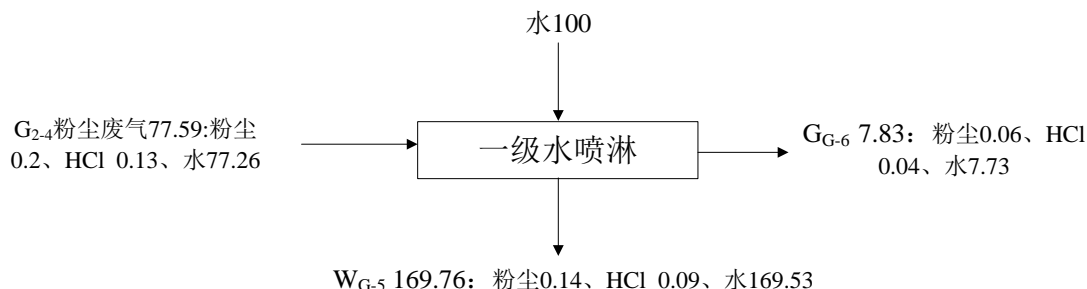 水100
G2-4粉尘废气77.59:粉尘
0.2、HCl 0.13、水77.26
一级水喷淋
GG-6 7.83：粉尘0.06、HCl
0.04、水7.73
WG-5 169.76：粉尘0.14、HCl 0.09、水169.53